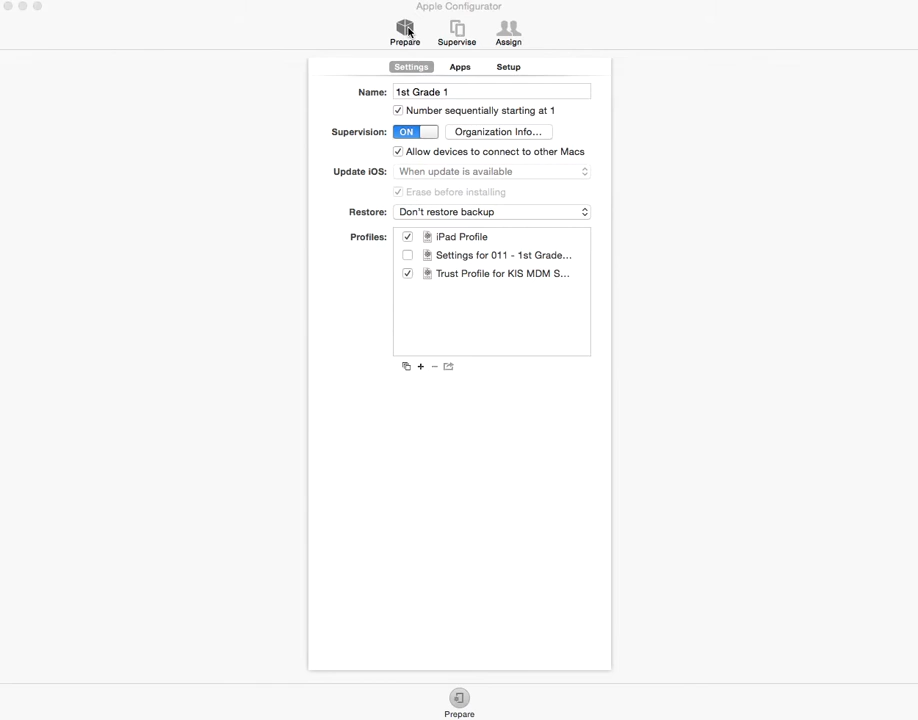 Apple Configurator
Prepare Supervise Assign
Settings Apps Setup
Name: 1st Grade 1
Number sequentially starting at 1
Supervision: ON Organization Info...
Allow devices to connect to other Macs
Update iOS: When update is available
Erase before installing
Restore: Don't restore backup
Profiles: iPad Profile
Settings for 011 - 1st Grade...
Trust Profile for KIS MDM S...
Prepare